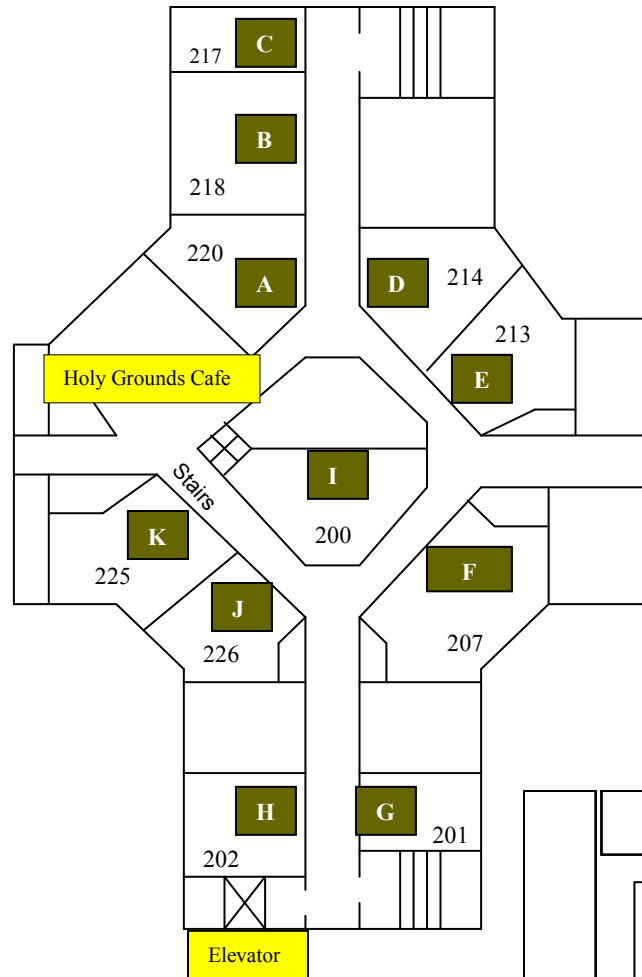 C
217
B
218
220
A
D
214
213
E
Holy Grounds Cafe
Stairs
I
200
K
225
F
J
226
207
H
G
201
202
Elevator